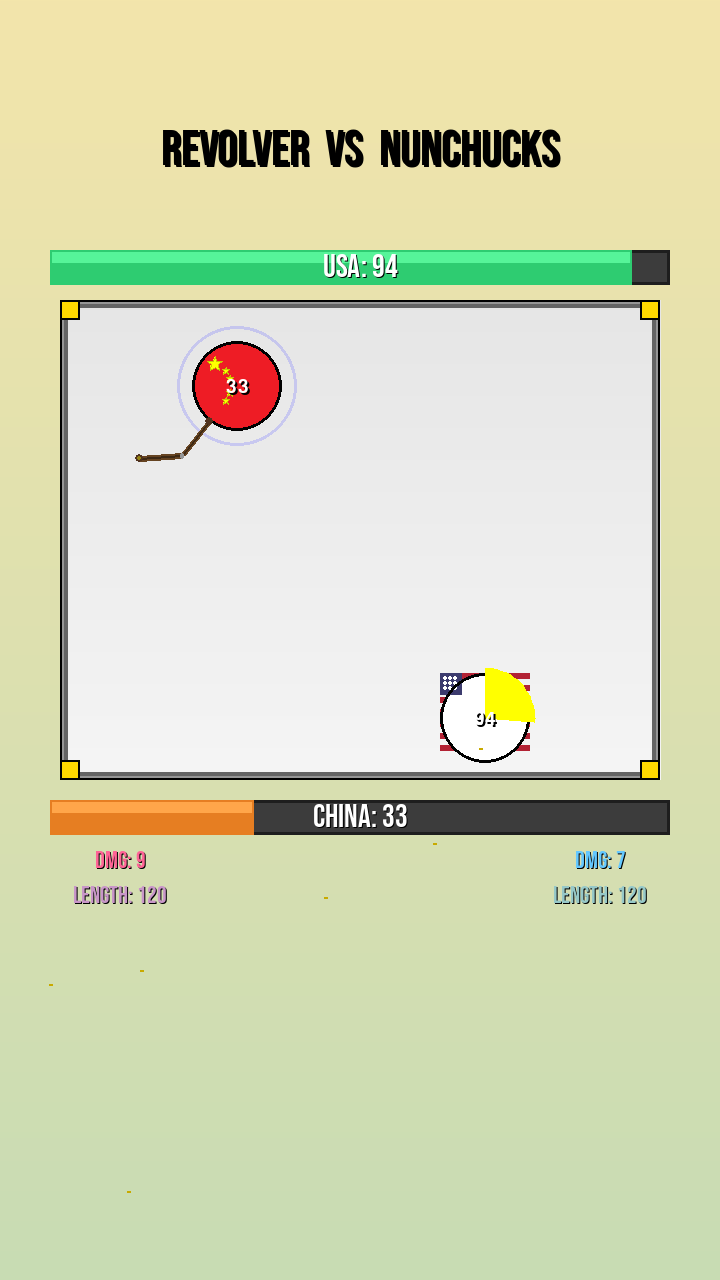 REVOLVER VS NUNCHUCKS
USA: 94
33
94
CHINA: 33
DMG: 9
DMG: 7
LENGTH: 120
LENGTH: 120